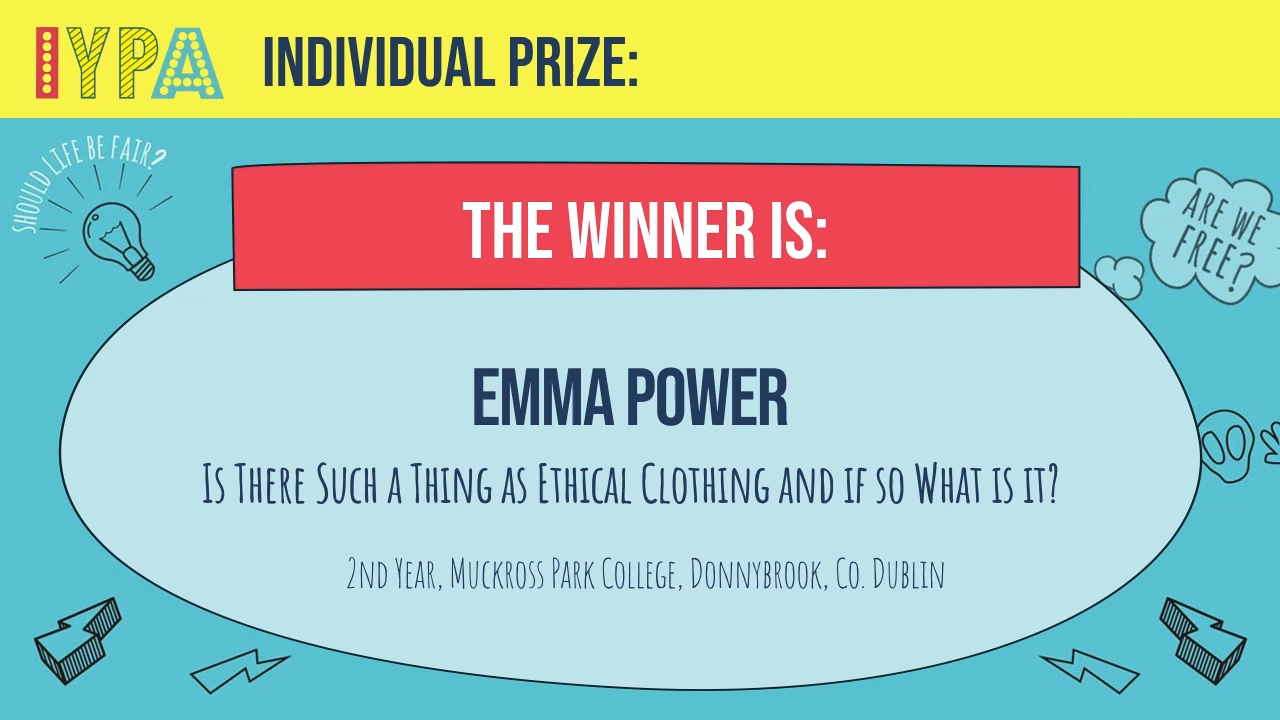 IYPA INDIVIDUAL PRIZE:
SHOULD LIFE BE FAIR?
THE WINNER IS:
ARE WE
FREE?
EMMA POWER
IS THERE SUCH A THING AS ETHICAL CLOTHING AND IF SO WHAT IS IT?
2ND YEAR, MUCKROSS PARK COLLEGE, DONNYBROOK, CO. DUBLIN